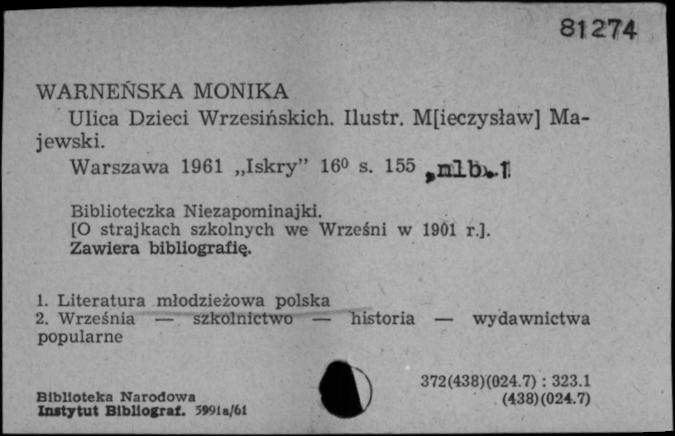 81274
WARNEŃSKA MONIKA
Ulica Dzieci Wrzesińskich. Ilustr. M[ieczysław] Ma-
jewski.
Warszawa 1961 „Iskry” 16⁰ s. 155 ,nlb. 1
Biblioteczka Niezapominajki.
[O strajkach szkolnych we Wrześni w 1901 r.].
Zawiera bibliografię.
1. Literatura młodzieżowa polska
2. Września — szkolnictwo — historia — wydawnictwa
popularne
372(438)(024.7) : 323.1
(438)(024.7)
Biblioteka Narodowa
Instytut Bibliograf. 5991a/61